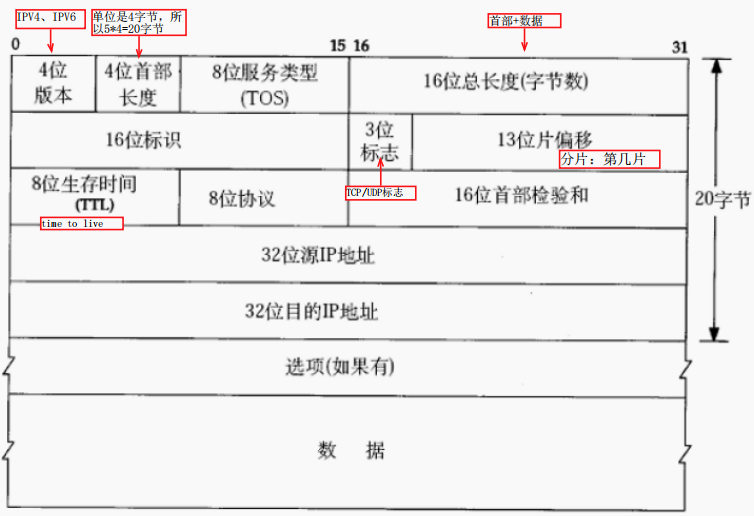 IPV4、IPV6
单位是4字节，所
以5*4=20字节
首部+数据
0
15 16
31
4位
版本
4位首部
长度
8位服务类型
(TOS)
16位总长度(字节数)
16位标识
3位
标志
13位片偏移
分片：第几片
8位生存时间
(TTL)
time to live
8位协议
TCP/UDP标志
16位首部检验和
20字节
32位源IP地址
32位目的IP地址
选项(如果有)
数 据